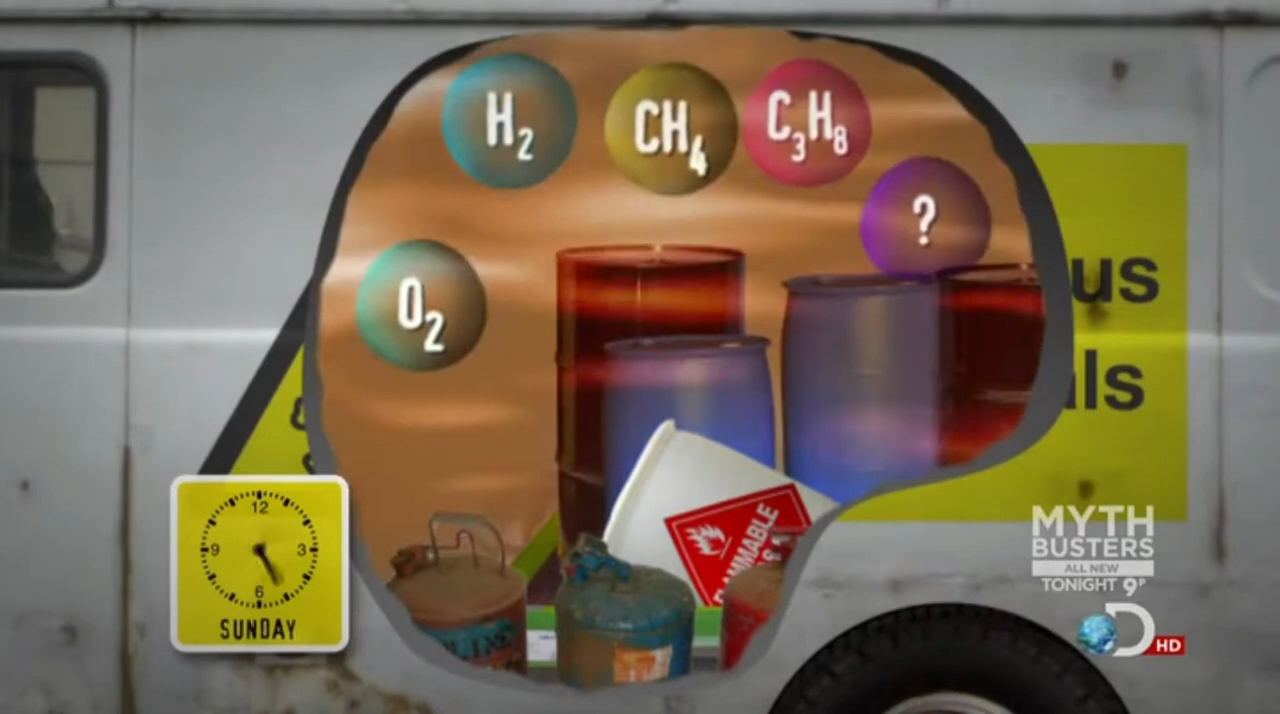 H2
CH4
C3H8
?
O2
us
als
12
9
3
6
SUNDAY
FLAMMABLE
MYTH
BUSTERS
ALL NEW
TONIGHT 9P
D
HD